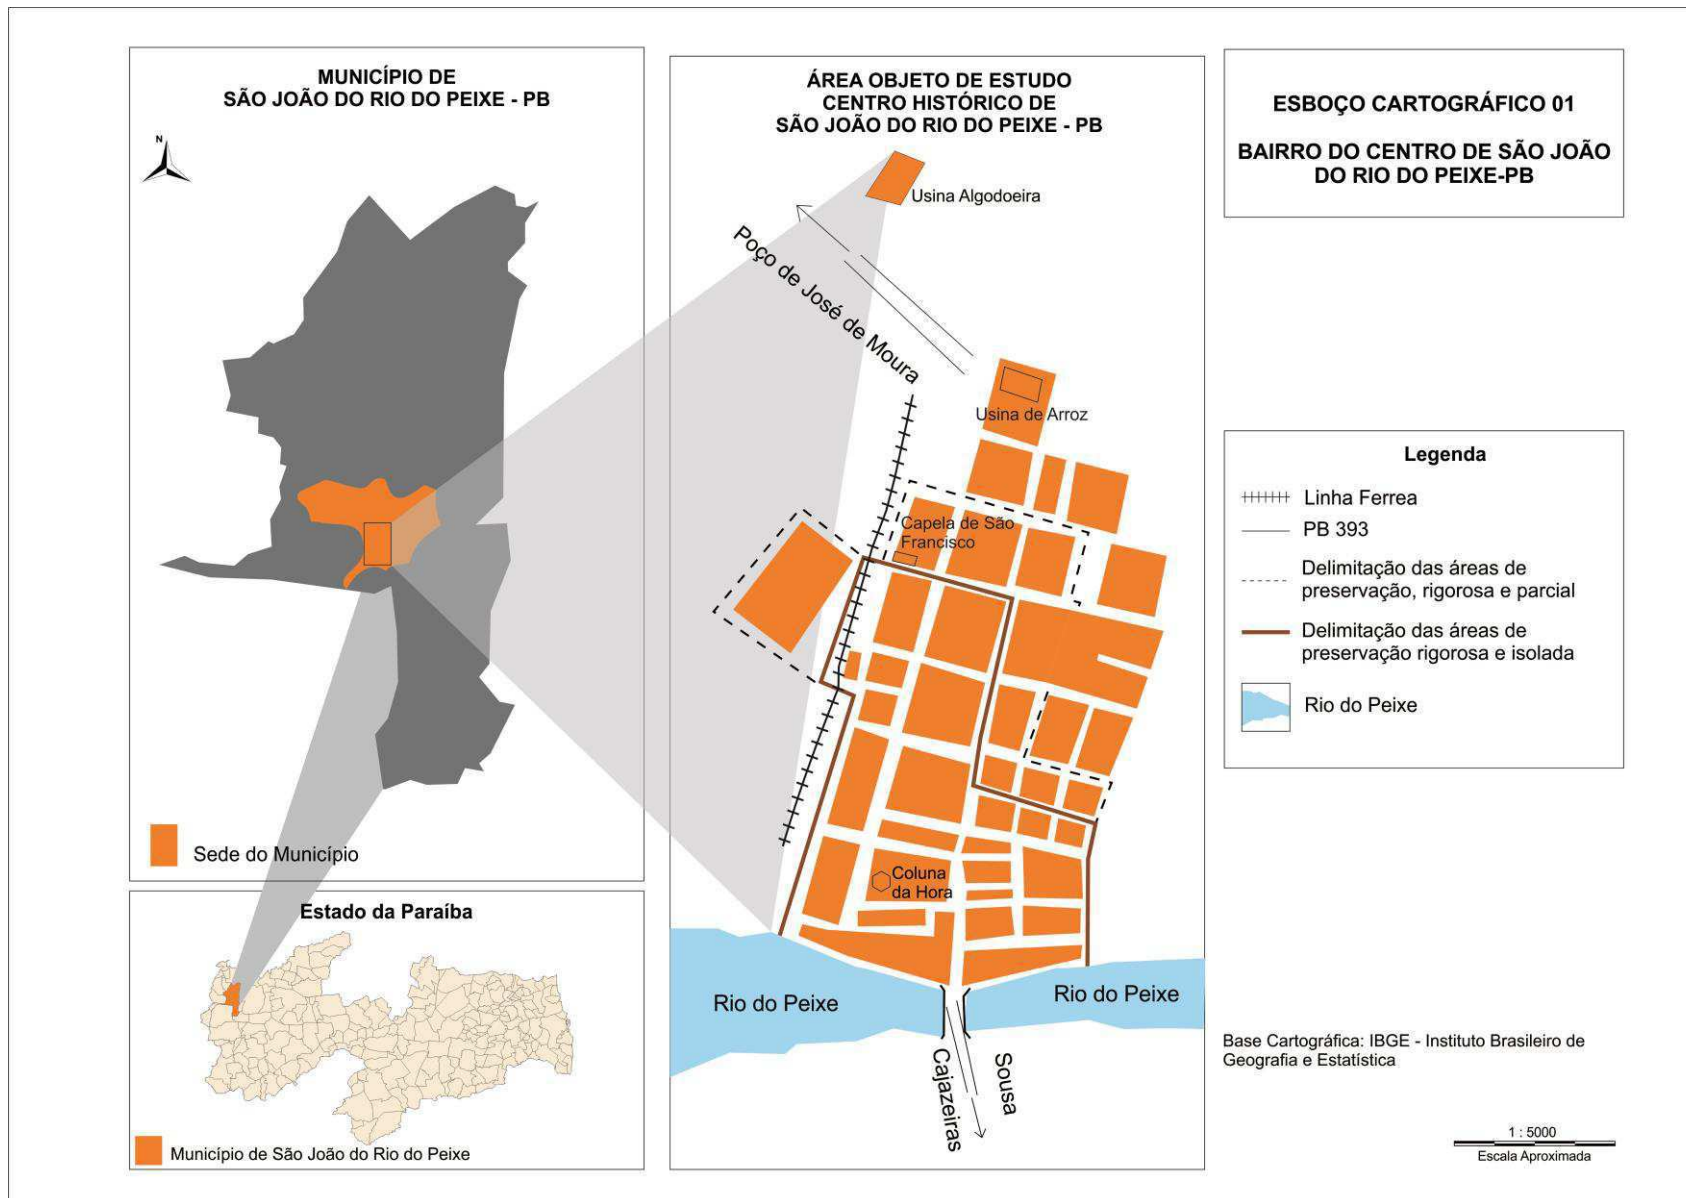 MUNICÍPIO DE
SÃO JOÃO DO RIO DO PEIXE - PB
N
Sede do Município
Estado da Paraíba
Município de São João do Rio do Peixe
ÁREA OBJETO DE ESTUDO
CENTRO HISTÓRICO DE
SÃO JOÃO DO RIO DO PEIXE - PB
Usina Algodoeira
Poço de José de Moura
Usina de Arroz
Capela de São
Francisco
Coluna
da Hora
Rio do Peixe
Rio do Peixe
Cajazeiras
Sousa
ESBOÇO CARTOGRÁFICO 01
BAIRRO DO CENTRO DE SÃO JOÃO
DO RIO DO PEIXE-PB
Legenda
Linha Ferrea
PB 393
Delimitação das áreas de
preservação, rigorosa e parcial
Delimitação das áreas de
preservação rigorosa e isolada
Rio do Peixe
Base Cartográfica: IBGE - Instituto Brasileiro de
Geografia e Estatística
1 : 5000
Escala Aproximada